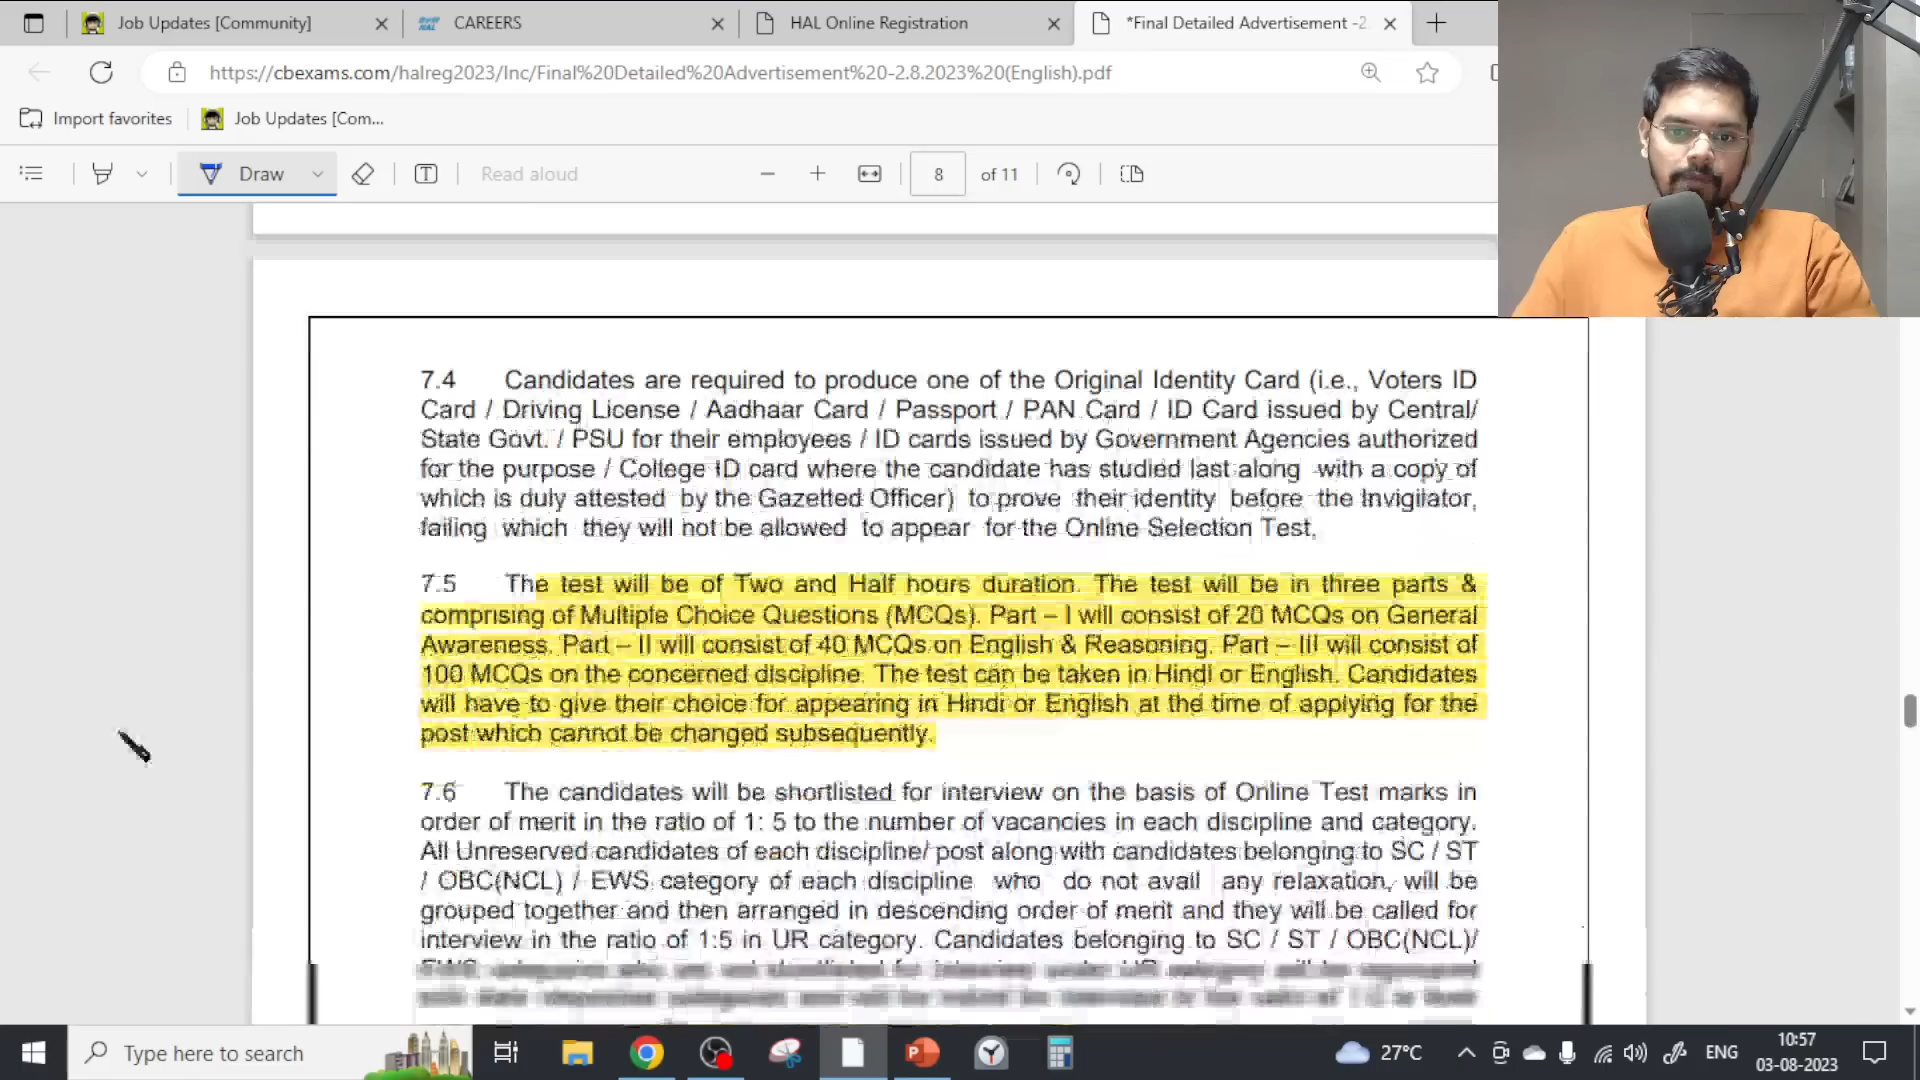 Job Updates [Community]
CAREERS
HAL Online Registration
*Final Detailed Advertisement -2
https://cbexams.com/halreg2023/Inc/Final%20Detailed%20Advertisement%20-2.8.2023%20(English).pdf
Import favorites
Job Updates [Com...
Draw
T
Read aloud
8
of 11
7.4 Candidates are required to produce one of the Original Identity Card (i.e., Voters ID
Card / Driving License / Aadhaar Card / Passport / PAN Card / ID Card issued by Central/
State Govt. / PSU for their employees / ID cards issued by Government Agencies authorized
for the purpose / College ID card where the candidate has studied last along with a copy of
which is duly attested by the Gazetted Officer) to prove their identity before the Invigilator,
failing which they will not be allowed to appear for the Online Selection Test.
7.5 The test will be of Two and Half hours duration. The test will be in three parts &
comprising of Multiple Choice Questions (MCQs). Part – I will consist of 20 MCQs on General
Awareness. Part – II will consist of 40 MCQs on English & Reasoning. Part – III will consist of
100 MCQs on the concerned discipline. The test can be taken in Hindi or English. Candidates
will have to give their choice for appearing in Hindi or English at the time of applying for the
post which cannot be changed subsequently.
7.6 The candidates will be shortlisted for interview on the basis of Online Test marks in
order of merit in the ratio of 1: 5 to the number of vacancies in each discipline and category.
All Unreserved candidates of each discipline/ post along with candidates belonging to SC / ST
/ OBC(NCL) / EWS category of each discipline who do not avail any relaxation, will be
grouped together and then arranged in descending order of merit and they will be called for
interview in the ratio of 1:5 in UR category. Candidates belonging to SC / ST / OBC(NCL)/
Type here to search
27°C
ENG
10:57
03-08-2023